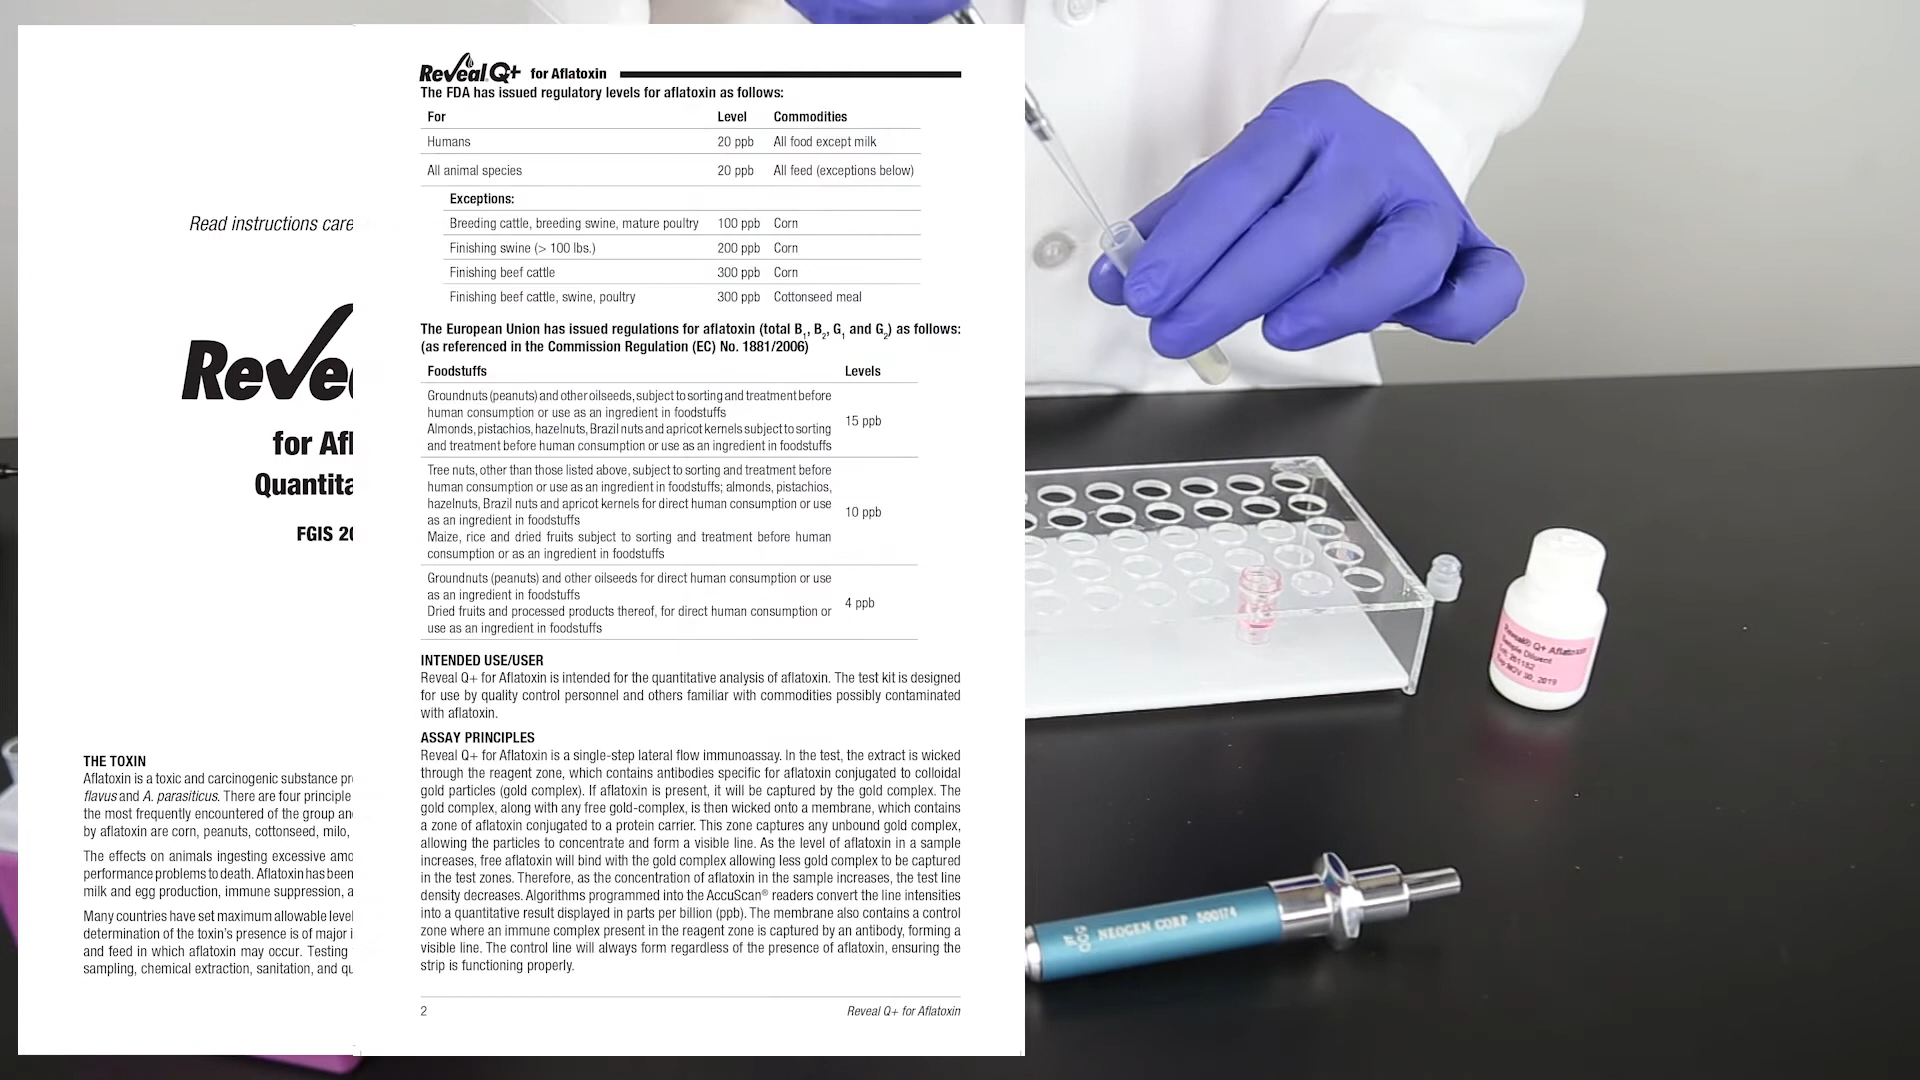 Read instructions care
Reve
for Afl
Quantita
FGIS 20
THE TOXIN
Aflatoxin is a toxic and carcinogenic substance pr
flavus and A. parasiticus. There are four principle
the most frequently encountered of the group an
by aflatoxin are corn, peanuts, cottonseed, milo,
The effects on animals ingesting excessive amo
performance problems to death. Aflatoxin has been
milk and egg production, immune suppression, a
Many countries have set maximum allowable level
determination of the toxin's presence is of major i
and feed in which aflatoxin may occur. Testing
sampling, chemical extraction, sanitation, and qu
Reveal Q+ for Aflatoxin
The FDA has issued regulatory levels for aflatoxin as follows:
For Level Commodities
Humans 20 ppb All food except milk
All animal species 20 ppb All feed (exceptions below)
Exceptions:
Breeding cattle, breeding swine, mature poultry 100 ppb Corn
Finishing swine (> 100 lbs.) 200 ppb Corn
Finishing beef cattle 300 ppb Corn
Finishing beef cattle, swine, poultry 300 ppb Cottonseed meal
The European Union has issued regulations for aflatoxin (total B1, B2, G1 and G2) as follows:
(as referenced in the Commission Regulation (EC) No. 1881/2006)
Foodstuffs Levels
Groundnuts (peanuts) and other oilseeds, subject to sorting and treatment before
human consumption or use as an ingredient in foodstuffs
Almonds, pistachios, hazelnuts, Brazil nuts and apricot kernels subject to sorting
and treatment before human consumption or use as an ingredient in foodstuffs
15 ppb
Tree nuts, other than those listed above, subject to sorting and treatment before
human consumption or use as an ingredient in foodstuffs; almonds, pistachios,
hazelnuts, Brazil nuts and apricot kernels for direct human consumption or use
as an ingredient in foodstuffs
Maize, rice and dried fruits subject to sorting and treatment before human
consumption or as an ingredient in foodstuffs
10 ppb
Groundnuts (peanuts) and other oilseeds for direct human consumption or use
as an ingredient in foodstuffs
Dried fruits and processed products thereof, for direct human consumption or
use as an ingredient in foodstuffs
4 ppb
INTENDED USE/USER
Reveal Q+ for Aflatoxin is intended for the quantitative analysis of aflatoxin. The test kit is designed
for use by quality control personnel and others familiar with commodities possibly contaminated
with aflatoxin.
ASSAY PRINCIPLES
Reveal Q+ for Aflatoxin is a single-step lateral flow immunoassay. In the test, the extract is wicked
through the reagent zone, which contains antibodies specific for aflatoxin conjugated to colloidal
gold particles (gold complex). If aflatoxin is present, it will be captured by the gold complex. The
gold complex, along with any free gold-complex, is then wicked onto a membrane, which contains
a zone of aflatoxin conjugated to a protein carrier. This zone captures any unbound gold complex,
allowing the particles to concentrate and form a visible line. As the level of aflatoxin in a sample
increases, free aflatoxin will bind with the gold complex allowing less gold complex to be captured
in the test zones. Therefore, as the concentration of aflatoxin in the sample increases, the test line
density decreases. Algorithms programmed into the AccuScan® readers convert the line intensities
into a quantitative result displayed in parts per billion (ppb). The membrane also contains a control
zone where an immune complex present in the reagent zone is captured by an antibody, forming a
visible line. The control line will always form regardless of the presence of aflatoxin, ensuring the
strip is functioning properly.
2 Reveal Q+ for Aflatoxin
Reveal® Q+ Aflatoxin
Sample Diluent
Lot: 261182
Exp: NOV 30, 2019
NEOGEN CORP 500174